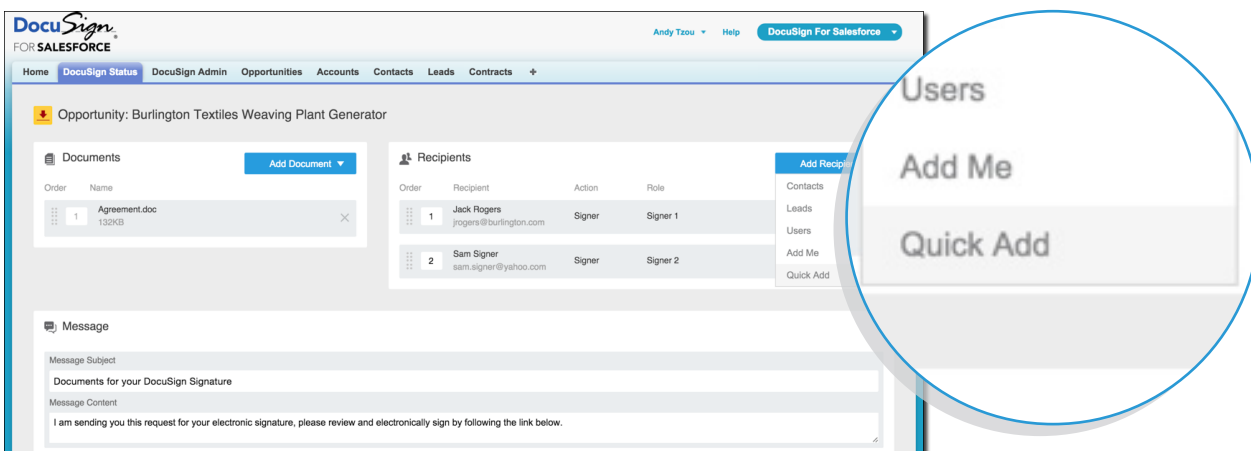 DocuSign
FOR SALESFORCE
Andy Tzou Help DocuSign For Salesforce
Home DocuSign Status DocuSign Admin Opportunities Accounts Contacts Leads Contracts +
Opportunity: Burlington Textiles Weaving Plant Generator
Documents Add Document
Order Name
1 Agreement.doc
132KB
Recipients
Order Recipient Action Role
1 Jack Rogers Signer Signer 1
jrogers@burlington.com
2 Sam Signer Signer Signer 2
sam.signer@yahoo.com
Add Recipie
Contacts
Leads
Users
Add Me
Quick Add
Users
Add Me
Quick Add
Message
Message Subject
Documents for your DocuSign Signature
Message Content
I am sending you this request for your electronic signature, please review and electronically sign by following the link below.